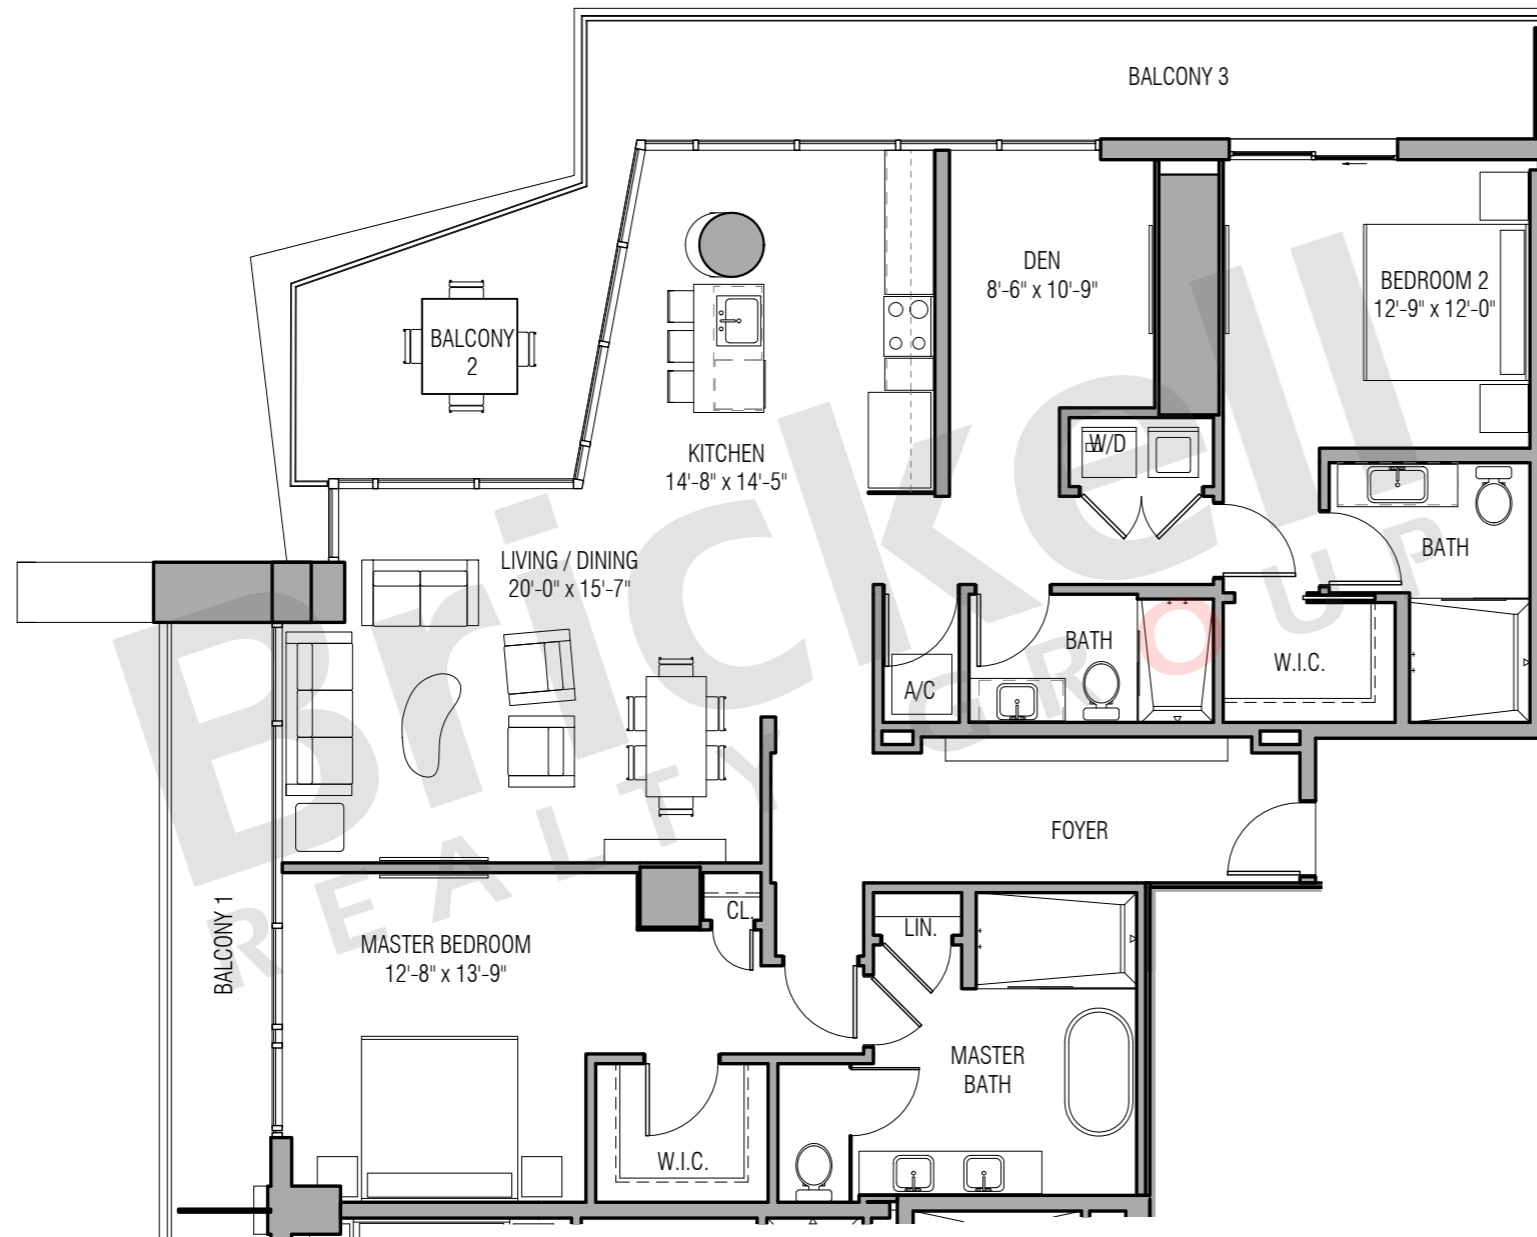 BALCONY 3
DEN
8'-6" x 10'-9"
BEDROOM 2
12'-9" x 12'-0"
BALCONY
2
KITCHEN
14'-8" x 14'-5"
W/D
LIVING / DINING
20'-0" x 15'-7"
BATH
BATH
A/C
W.I.C.
FOYER
BALCONY 1
CL.
LIN.
MASTER BEDROOM
12'-8" x 13'-9"
MASTER
BATH
W.I.C.
Brickell
REALTY GROUP